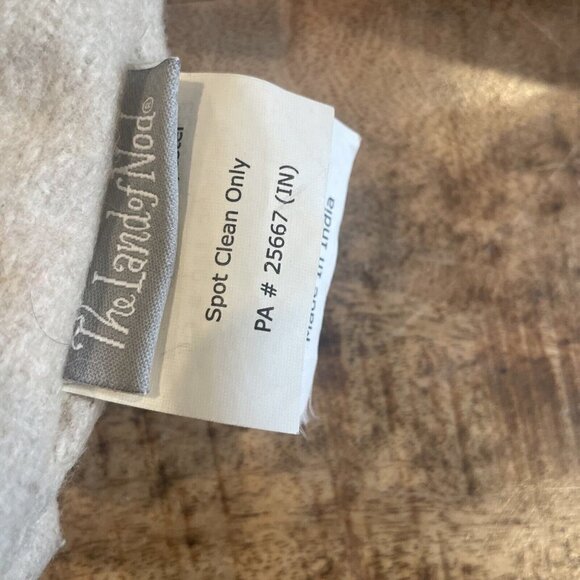 The Land of Nod®
Spot Clean Only
PA # 25667 (IN)
Made in India